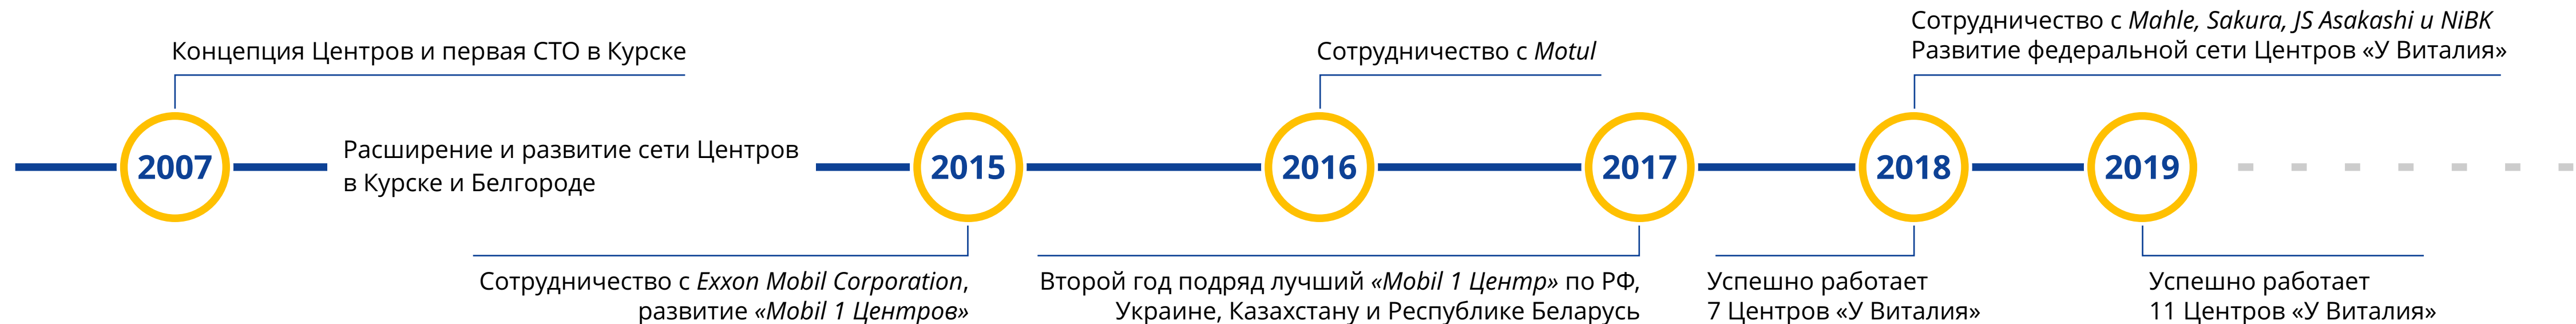 Концепция Центров и первая СТО в Курске
2007
Расширение и развитие сети Центров
в Курске и Белгороде
2015
Сотрудничество с Exxon Mobil Corporation,
развитие «Mobil 1 Центров»
Сотрудничество с Motul
2016
2017
Второй год подряд лучший «Mobil 1 Центр» по РФ,
Украине, Казахстану и Республике Беларусь
Сотрудничество с Mahle, Sakura, JS Asakashi и NiBK
Развитие федеральной сети Центров «У Виталия»
2018
Успешно работает
7 Центров «У Виталия»
2019
Успешно работает
11 Центров «У Виталия»